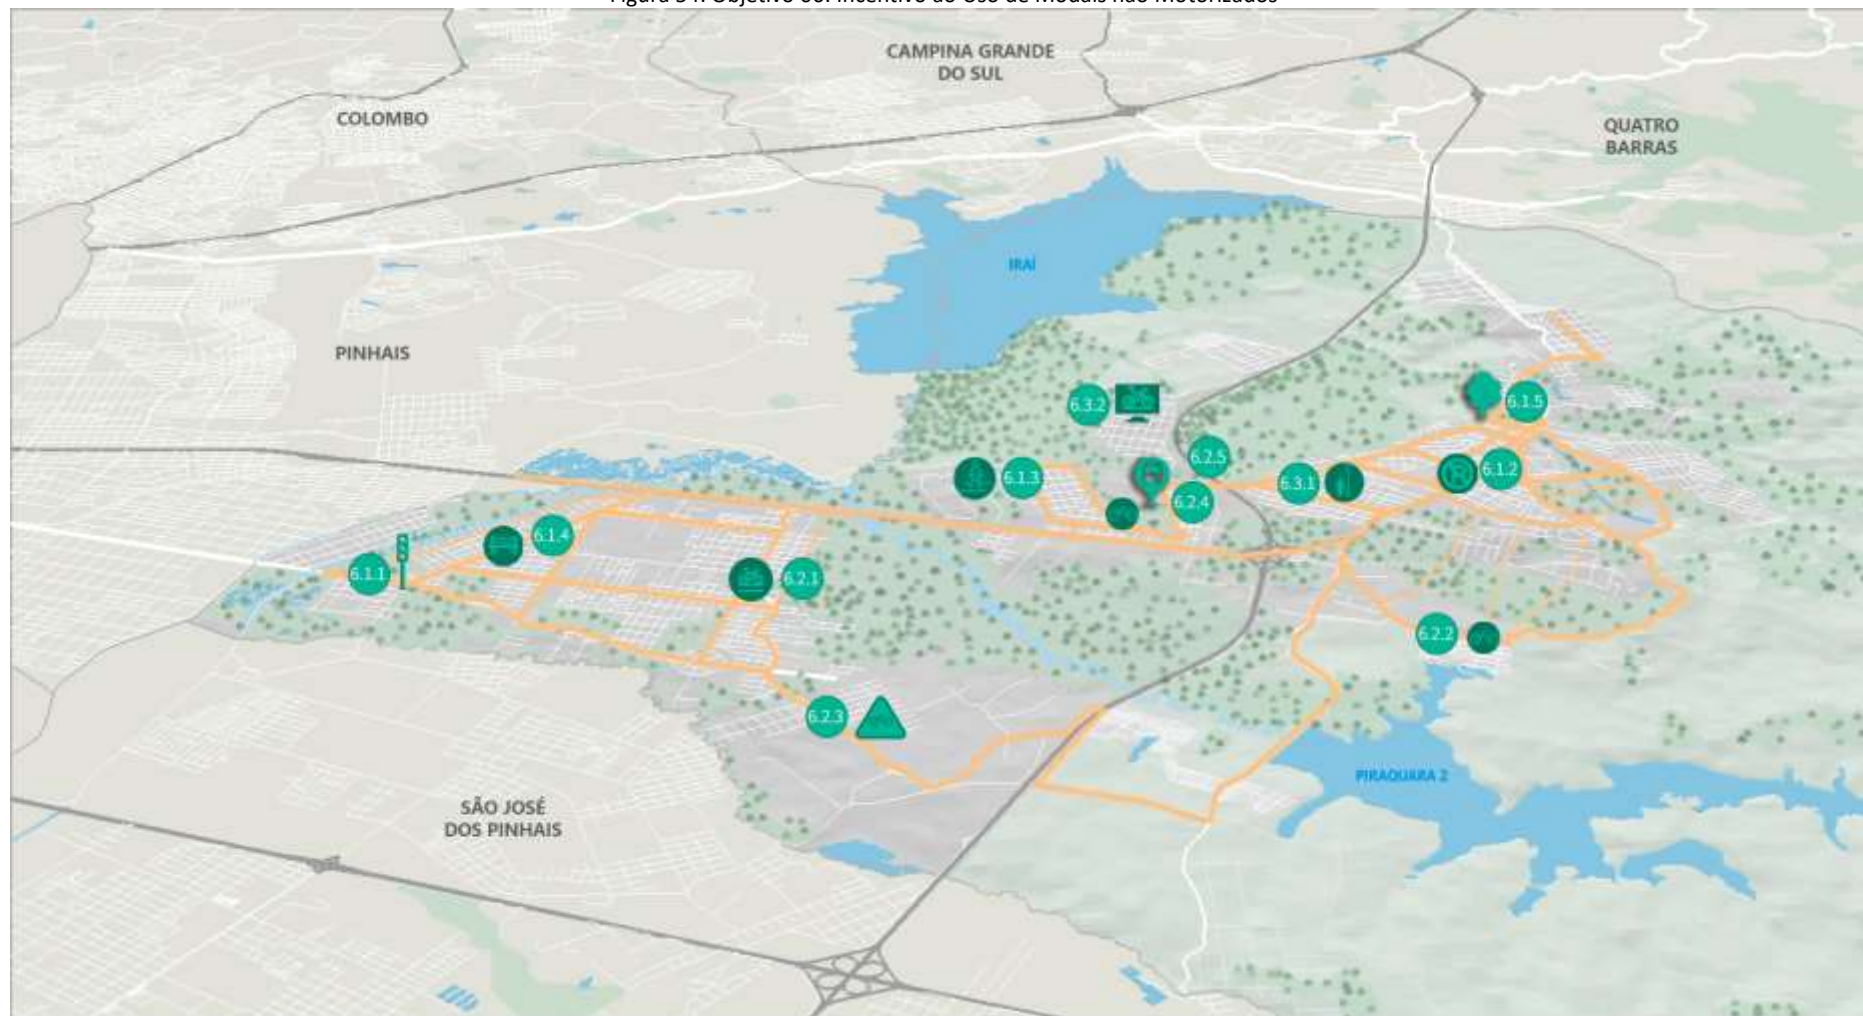 CAMPINA GRANDE
DO SUL
COLOMBO
QUATRO
BARRAS
IRAÍ
PINHAIS
6.3.2
6.1.5
6.2.5
6.1.3
6.3.1
6.1.2
6.2.4
6.1.4
6.1.1
6.2.1
6.2.2
6.2.3
PIRAQUARA 2
SÃO JOSÉ
DOS PINHAIS